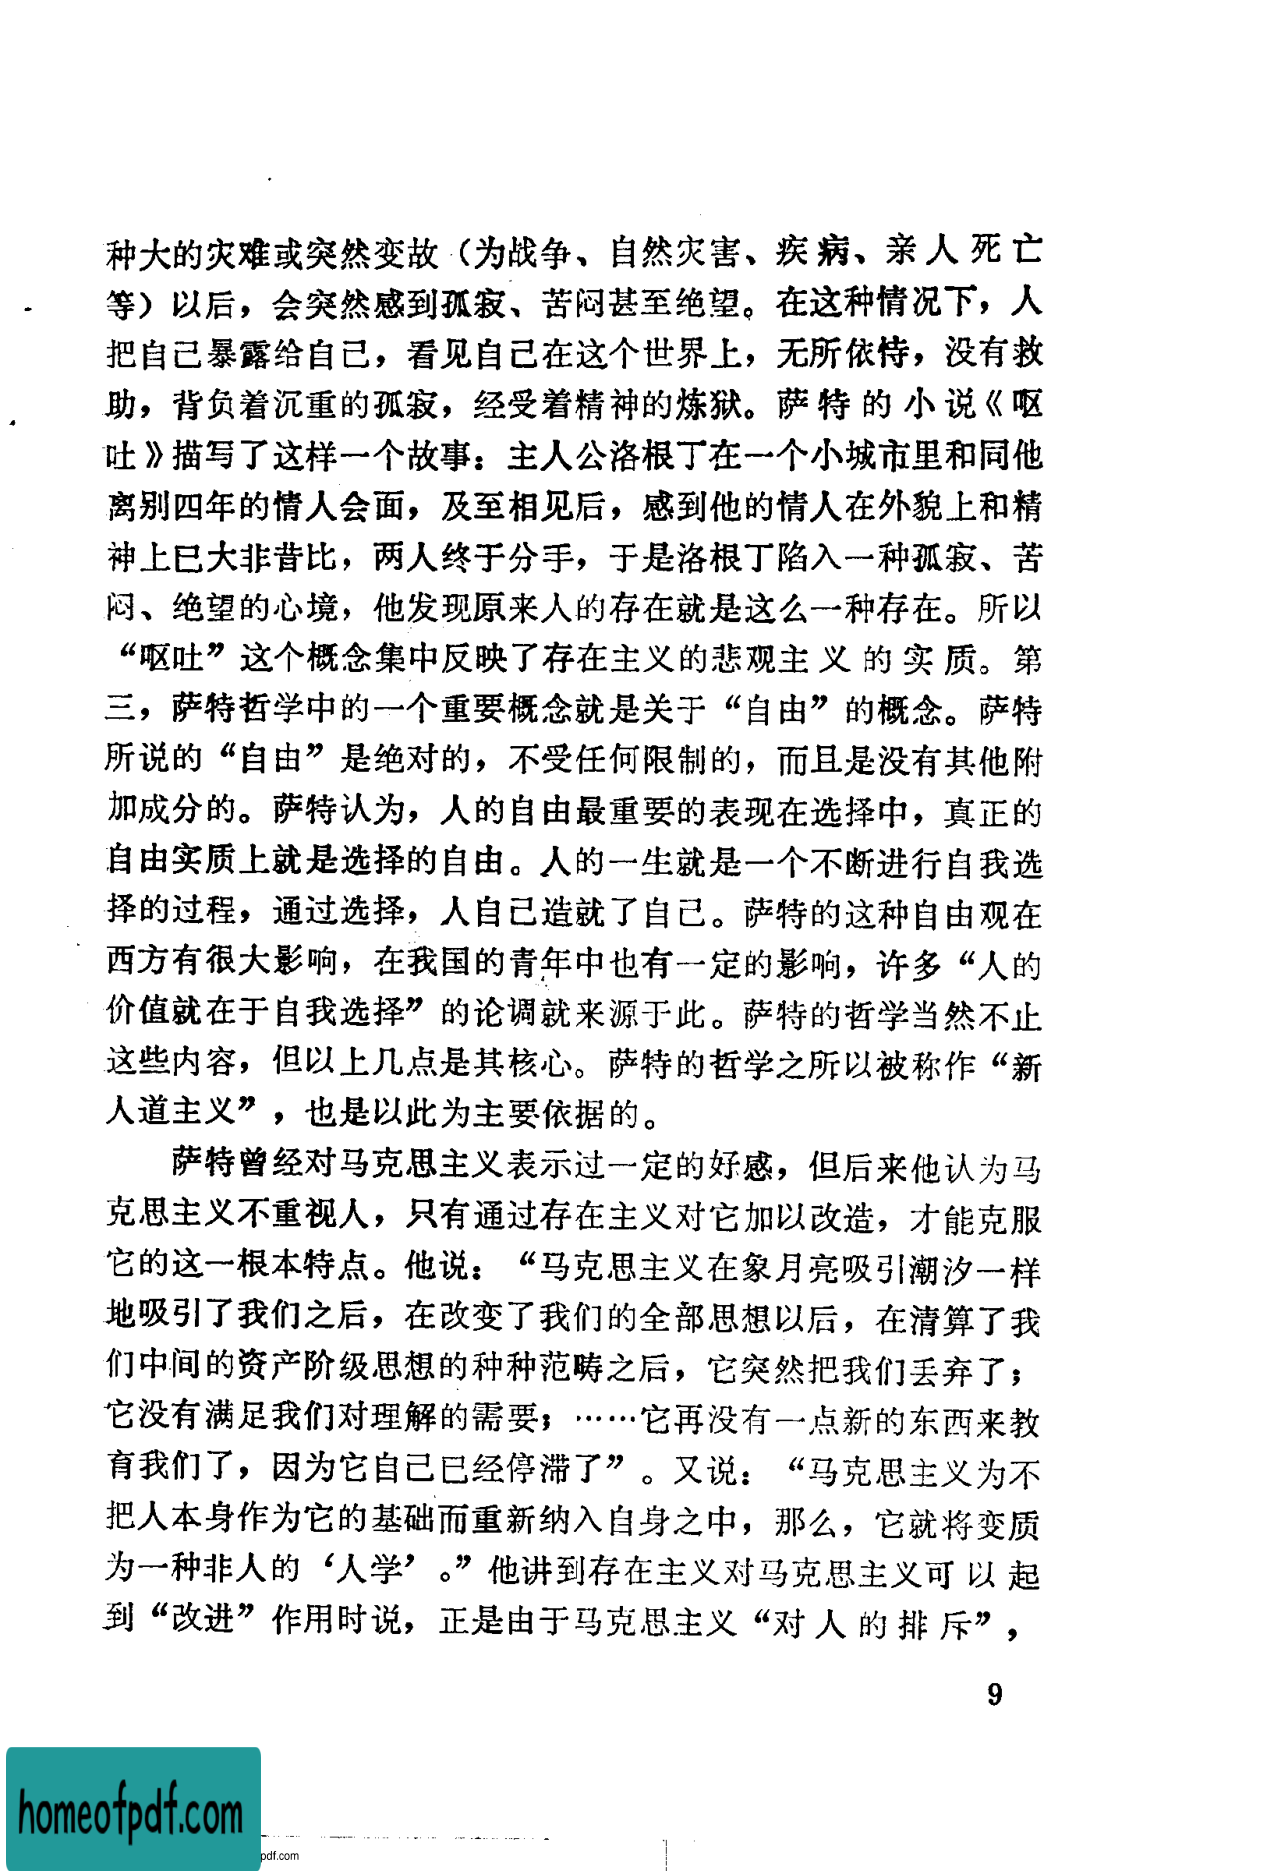 种大的灾难或突然变故（为战争、自然灾害、疾病、亲人死亡
等）以后，会突然感到孤寂、苦闷甚至绝望。在这种情况下，人
把自己暴露给自己，看见自己在这个世界上，无所依恃，没有救
助，背负着沉重的孤寂，经受着精神的炼狱。萨特的小说《呕
吐》描写了这样一个故事：主人公洛根丁在一个小城市里和同他
离别四年的情人会面，及至相见后，感到他的情人在外貌上和精
神上已大非昔比，两人终于分手，于是洛根丁陷入一种孤寂、苦
闷、绝望的心境，他发现原来人的存在就是这么一种存在。所以
“呕吐”这个概念集中反映了存在主义的悲观主义的实质。第
三，萨特哲学中的一个重要概念就是关于“自由”的概念。萨特
所说的“自由”是绝对的，不受任何限制的，而且是没有其他附
加成分的。萨特认为，人的自由最重要的表现在选择中，真正的
自由实质上就是选择的自由。人的一生就是一个不断进行自我选
择的过程，通过选择，人自己造就了自己。萨特的这种自由观在
西方有很大影响，在我国的青年中也有一定的影响，许多“人的
价值就在于自我选择”的论调就来源于此。萨特的哲学当然不止
这些内容，但以上几点是其核心。萨特的哲学之所以被称作“新
人道主义”，也是以此为主要依据的。
萨特曾经对马克思主义表示过一定的好感，但后来他认为马
克思主义不重视人，只有通过存在主义对它加以改造，才能克服
它的这一根本特点。他说：“马克思主义在象月亮吸引潮汐一样
地吸引了我们之后，在改变了我们的全部思想以后，在清算了我
们中间的资产阶级思想的种种范畴之后，它突然把我们丢弃了；
它没有满足我们对理解的需要；……它再没有一点新的东西来教
育我们了，因为它自己已经停滞了”。又说：“马克思主义为不
把人本身作为它的基础而重新纳入自身之中，那么，它就将变质
为一种非人的‘人学’。”他讲到存在主义对马克思主义可以起
到“改进”作用时说，正是由于马克思主义“对人的排斥”，
9
homeofpdf.com
pdf.com